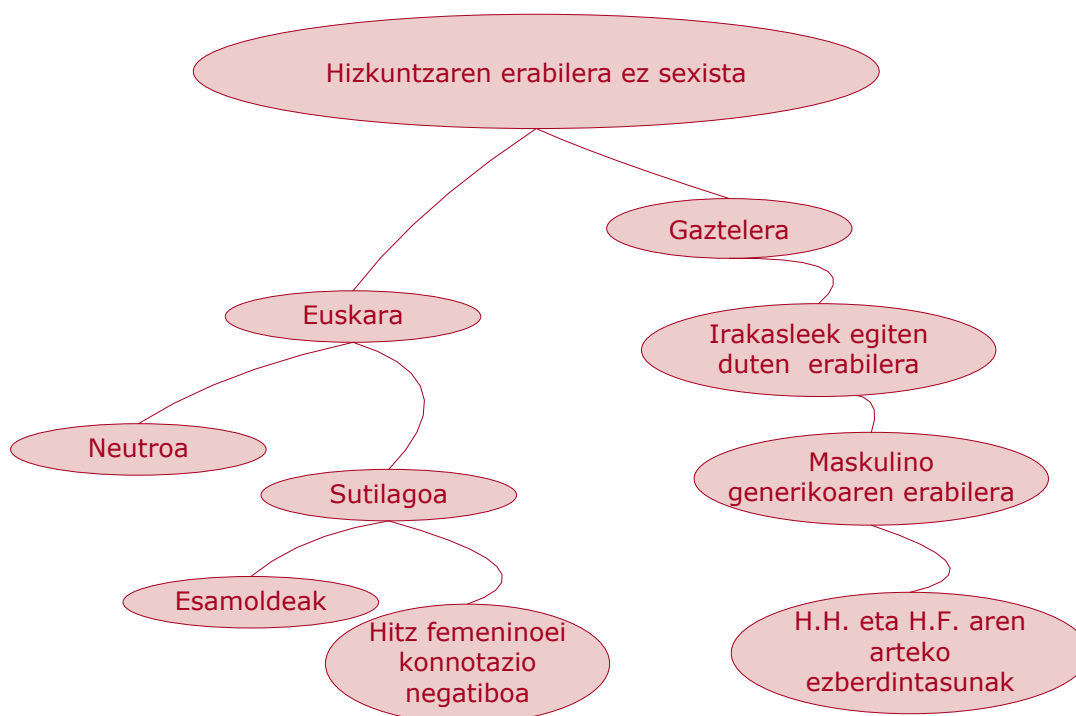 Hizkuntzaren erabilera ez sexista
Gaztelera
Euskara
Irakasleek egiten
duten erabilera
Neutroa
Maskulino
generikoaren erabilera
Sutilagoa
Esamoldeak
Hitz femeninoei
konnotazio
negatiboa
H.H. eta H.F. aren
arteko
ezberdintasunak